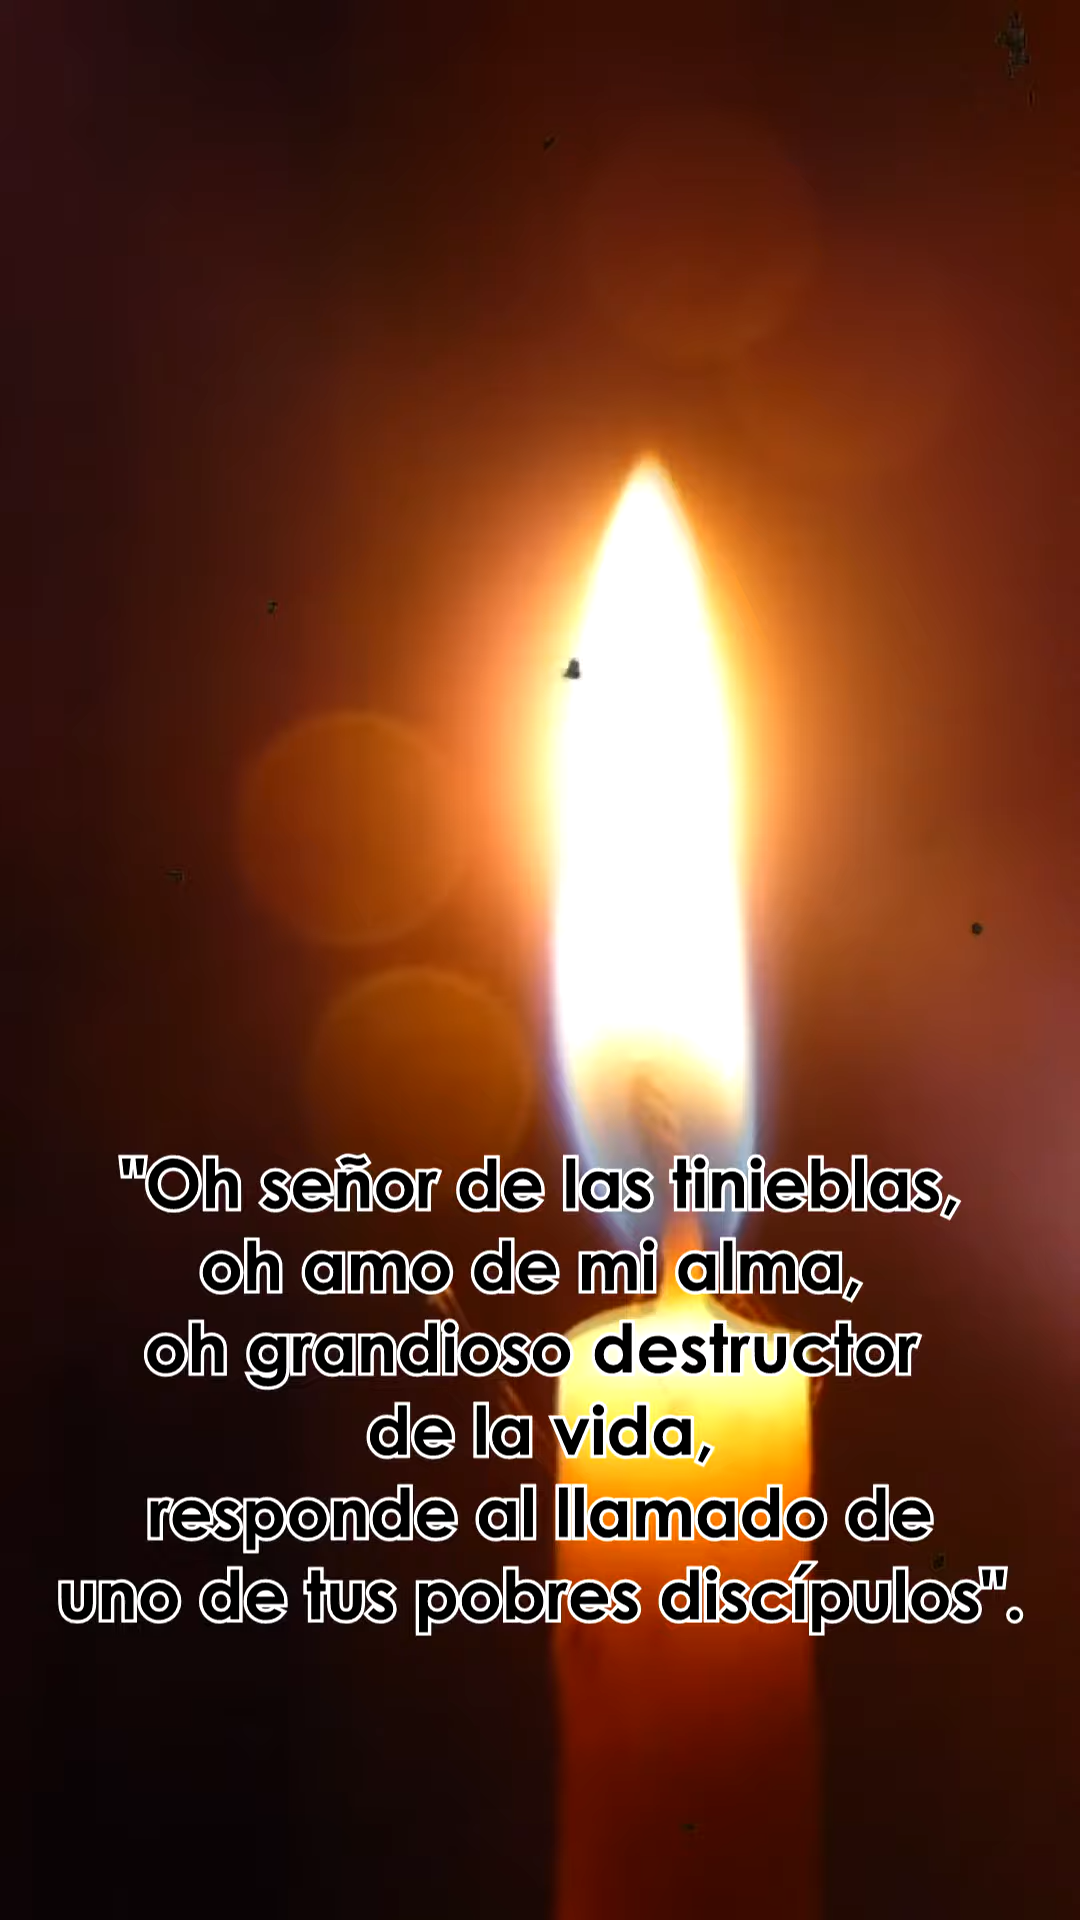 "Oh señor de las tinieblas,
oh amo de mi alma,
oh grandioso destructor
de la vida,
responde al llamado de
uno de tus pobres discípulos".